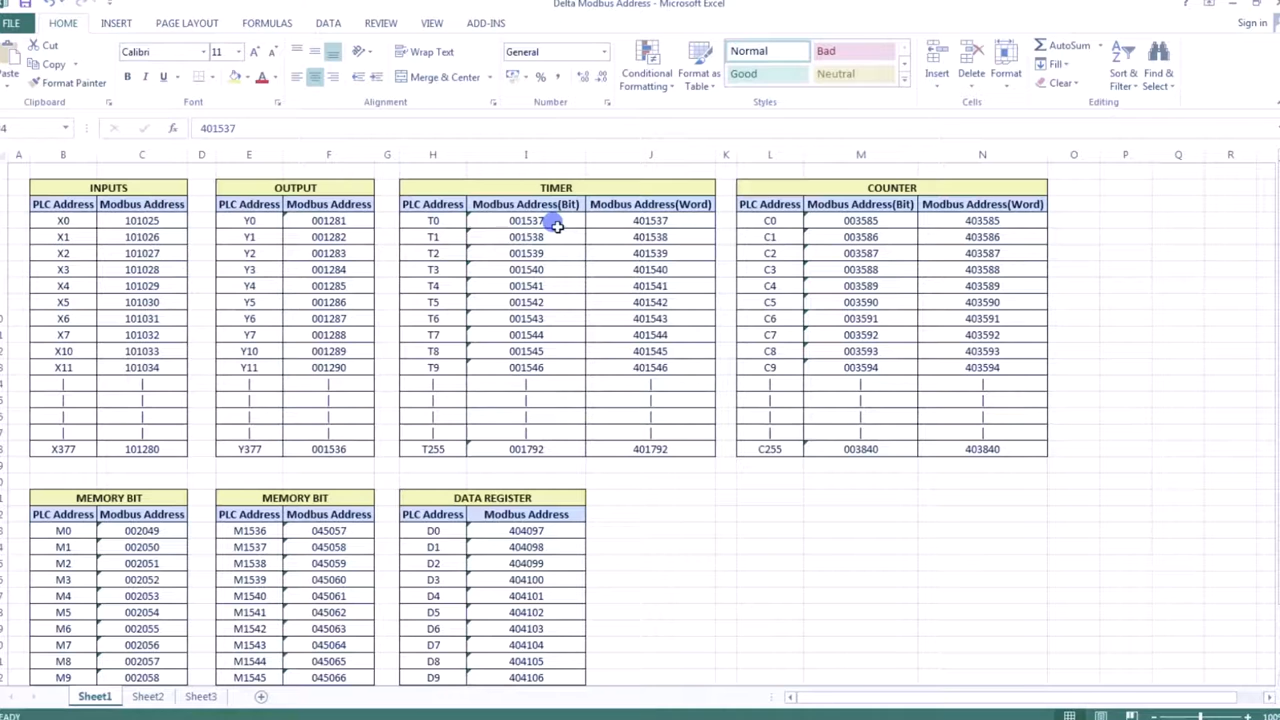 Delta Modbus Address - Microsoft Excel
?
FILE HOME INSERT PAGE LAYOUT FORMULAS DATA REVIEW VIEW ADD-INS Sign in
Cut Calibri 11 A A Wrap Text General Normal Bad AutoSum
Copy Fill
Paste Format Painter B I U A Merge & Center % Conditional Formatting Format as Table Good Neutral Insert Delete Format Clear Sort & Filter Find & Select
Clipboard Font Alignment Number Styles Cells Editing
4 fx 401537
A B C D E F G H I J K L M N O P Q R
INPUTS OUTPUT TIMER COUNTER
PLC Address Modbus Address PLC Address Modbus Address PLC Address Modbus Address(Bit) Modbus Address(Word) PLC Address Modbus Address(Bit) Modbus Address(Word)
X0 101025 Y0 001281 T0 001537 401537 C0 003585 403585
X1 101026 Y1 001282 T1 001538 401538 C1 003586 403586
X2 101027 Y2 001283 T2 001539 401539 C2 003587 403587
X3 101028 Y3 001284 T3 001540 401540 C3 003588 403588
X4 101029 Y4 001285 T4 001541 401541 C4 003589 403589
X5 101030 Y5 001286 T5 001542 401542 C5 003590 403590
X6 101031 Y6 001287 T6 001543 401543 C6 003591 403591
X7 101032 Y7 001288 T7 001544 401544 C7 003592 403592
X10 101033 Y10 001289 T8 001545 401545 C8 003593 403593
X11 101034 Y11 001290 T9 001546 401546 C9 003594 403594
| | | | | | | | | |
| | | | | | | | | |
| | | | | | | | | |
| | | | | | | | | |
X377 101280 Y377 001536 T255 001792 401792 C255 003840 403840
MEMORY BIT MEMORY BIT DATA REGISTER
PLC Address Modbus Address PLC Address Modbus Address PLC Address Modbus Address
M0 002049 M1536 045057 D0 404097
M1 002050 M1537 045058 D1 404098
M2 002051 M1538 045059 D2 404099
M3 002052 M1539 045060 D3 404100
M4 002053 M1540 045061 D4 404101
M5 002054 M1541 045062 D5 404102
M6 002055 M1542 045063 D6 404103
M7 002056 M1543 045064 D7 404104
M8 002057 M1544 045065 D8 404105
M9 002058 M1545 045066 D9 404106
Sheet1 Sheet2 Sheet3